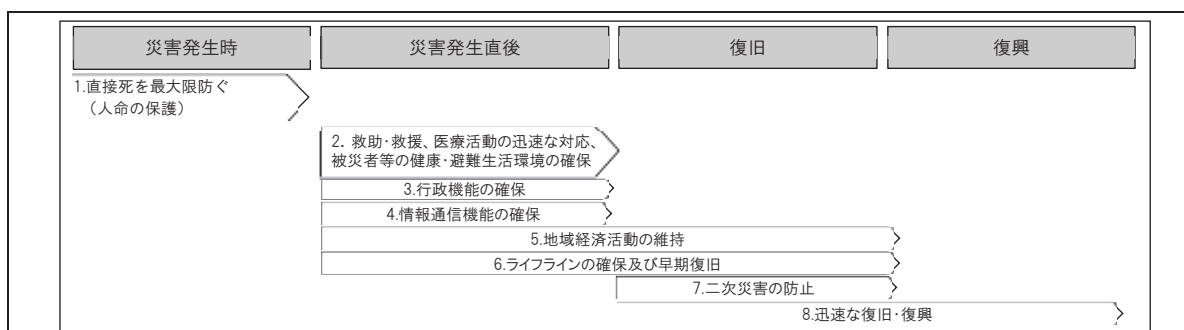 災害発生時
災害発生直後
復旧
復興
1.直接死を最大限防ぐ
（人命の保護）
2．救助･救援、医療活動の迅速な対応、
被災者等の健康･避難生活環境の確保
3.行政機能の確保
4.情報通信機能の確保
5.地域経済活動の維持
6.ライフラインの確保及び早期復旧
7.二次災害の防止
8.迅速な復旧･復興